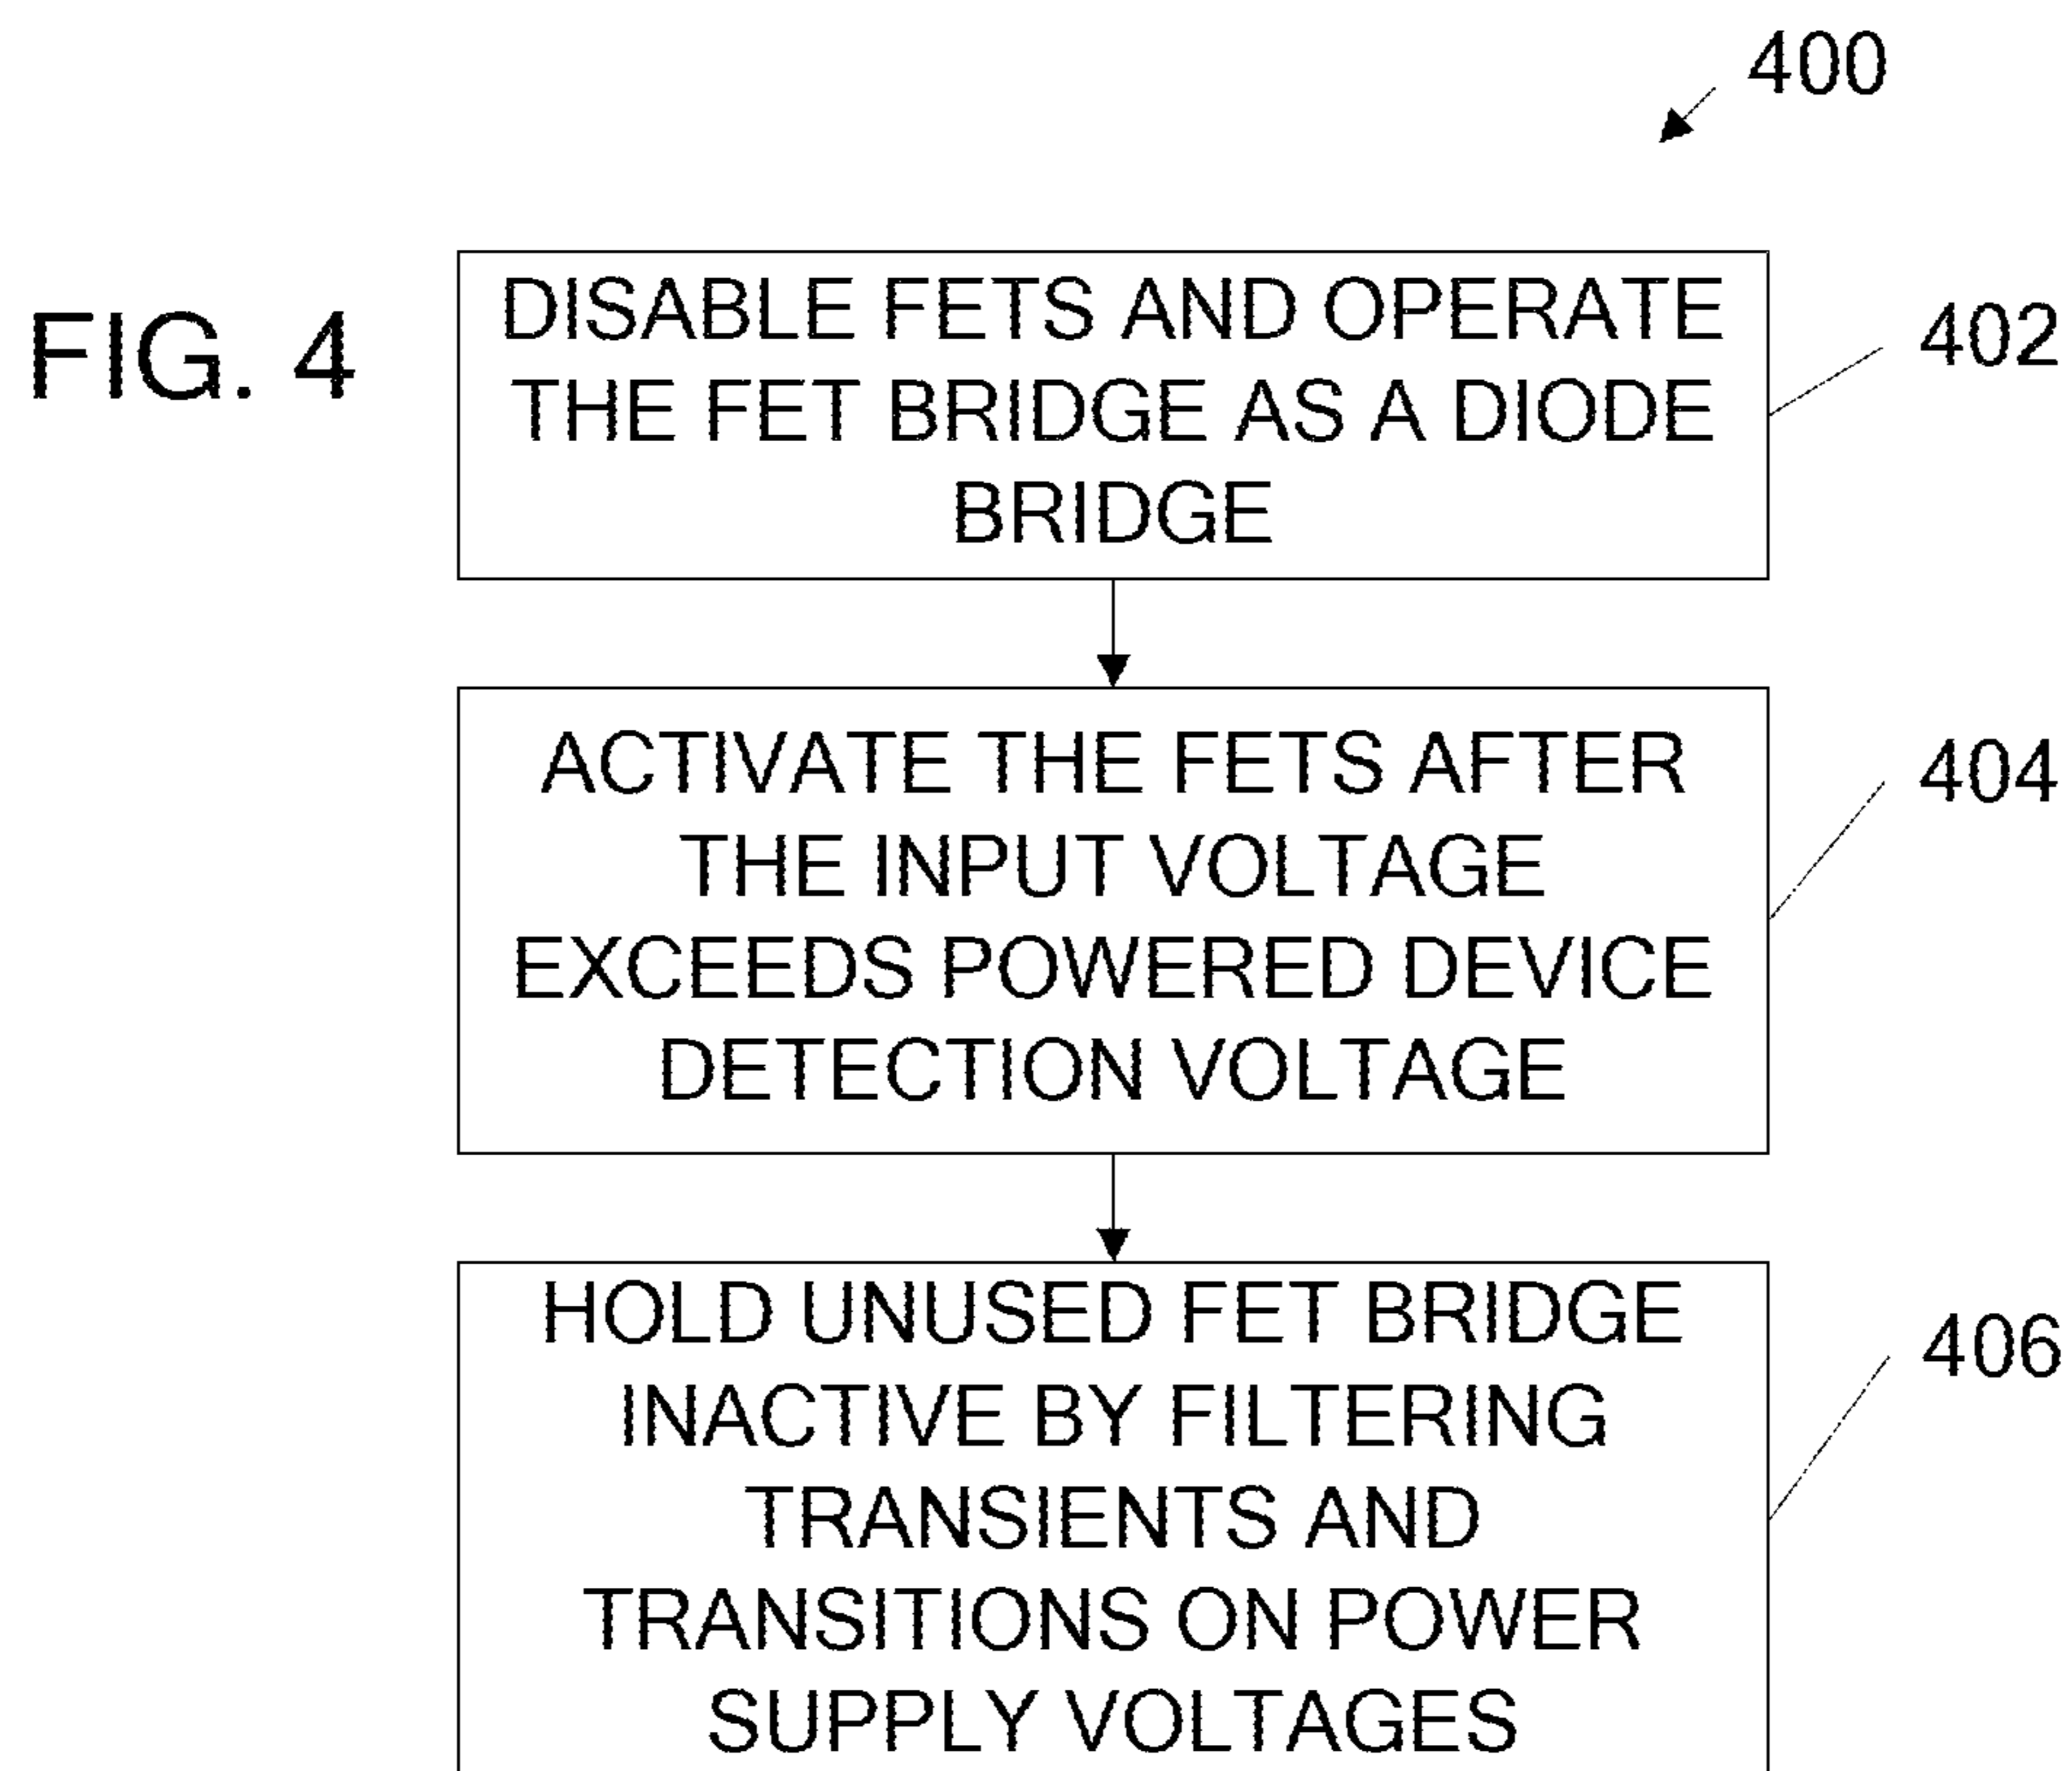 400
FIG. 4
DISABLE FETS AND OPERATE
THE FET BRIDGE AS A DIODE
BRIDGE
402
ACTIVATE THE FETS AFTER
THE INPUT VOLTAGE
EXCEEDS POWERED DEVICE
DETECTION VOLTAGE
404
HOLD UNUSED FET BRIDGE
INACTIVE BY FILTERING
TRANSIENTS AND
TRANSITIONS ON POWER
SUPPLY VOLTAGES
406